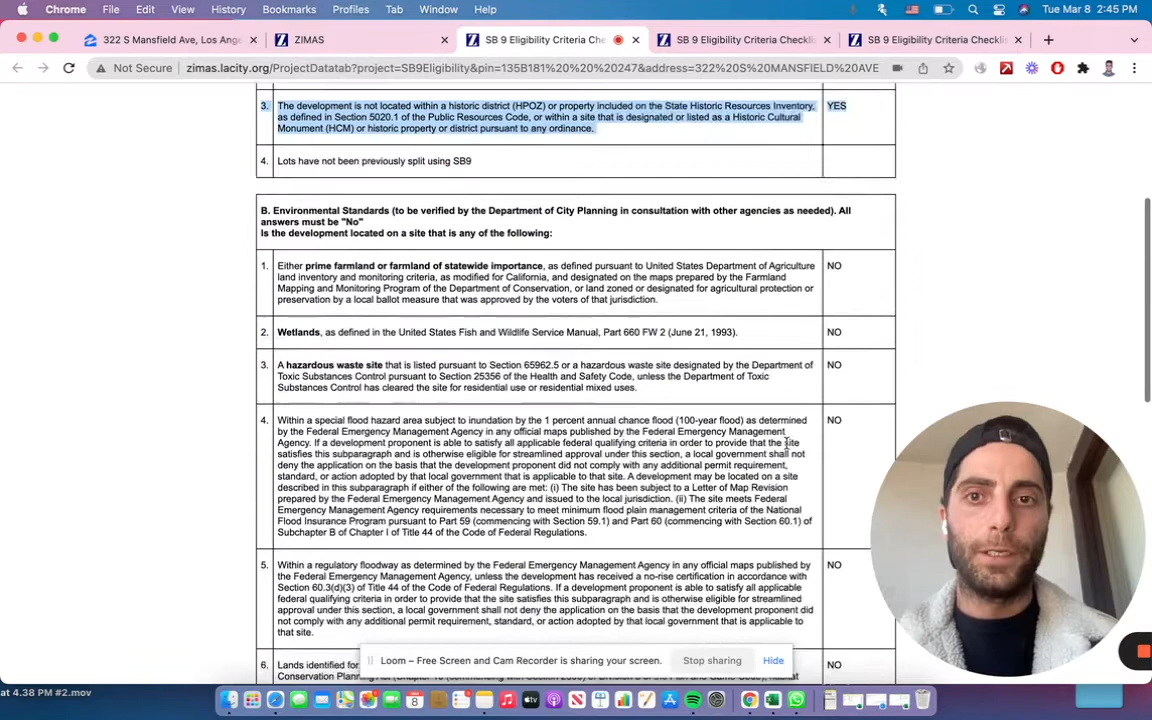 Chrome File Edit View History Bookmarks Profiles Tab Window Help Tue Mar 8 2:45 PM
322 S Mansfield Ave, Los Ang ZIMAS SB 9 Eligibility Criteria Che SB 9 Eligibility Criteria Checkli SB 9 Eligibility Criteria Checkli
Not Secure zimas.lacity.org/ProjectDatatab?project=SB9Eligibility&pin=135B181%20%20%20247&address=322%20S%20MANSFIELD%20AVE
3. The development is not located within a historic district (HPOZ) or property included on the State Historic Resources Inventory, YES
as defined in Section 5020.1 of the Public Resources Code, or within a site that is designated or listed as a Historic Cultural
Monument (HCM) or historic property or district pursuant to any ordinance.
4. Lots have not been previously split using SB9
B. Environmental Standards (to be verified by the Department of City Planning in consultation with other agencies as needed). All
answers must be "No"
Is the development located on a site that is any of the following:
1. Either prime farmland or farmland of statewide importance, as defined pursuant to United States Department of Agriculture NO
land inventory and monitoring criteria, as modified for California, and designated on the maps prepared by the Farmland
Mapping and Monitoring Program of the Department of Conservation, or land zoned or designated for agricultural protection or
preservation by a local ballot measure that was approved by the voters of that jurisdiction.
2. Wetlands, as defined in the United States Fish and Wildlife Service Manual, Part 660 FW 2 (June 21, 1993). NO
3. A hazardous waste site that is listed pursuant to Section 65962.5 or a hazardous waste site designated by the Department of NO
Toxic Substances Control pursuant to Section 25356 of the Health and Safety Code, unless the Department of Toxic
Substances Control has cleared the site for residential use or residential mixed uses.
4. Within a special flood hazard area subject to inundation by the 1 percent annual chance flood (100-year flood) as determined NO
by the Federal Emergency Management Agency in any official maps published by the Federal Emergency Management
Agency. If a development proponent is able to satisfy all applicable federal qualifying criteria in order to provide that the site
satisfies this subparagraph and is otherwise eligible for streamlined approval under this section, a local government shall not
deny the application on the basis that the development proponent did not comply with any additional permit requirement,
standard, or action adopted by that local government that is applicable to that site. A development may be located on a site
described in this subparagraph if either of the following are met: (i) The site has been subject to a Letter of Map Revision
prepared by the Federal Emergency Management Agency and issued to the local jurisdiction. (ii) The site meets Federal
Emergency Management Agency requirements necessary to meet minimum flood plain management criteria of the National
Flood Insurance Program pursuant to Part 59 (commencing with Section 59.1) and Part 60 (commencing with Section 60.1) of
Subchapter B of Chapter I of Title 44 of the Code of Federal Regulations.
5. Within a regulatory floodway as determined by the Federal Emergency Management Agency in any official maps published by NO
the Federal Emergency Management Agency, unless the development has received a no-rise certification in accordance with
Section 60.3(d)(3) of Title 44 of the Code of Federal Regulations. If a development proponent is able to satisfy all applicable
federal qualifying criteria in order to provide that the site satisfies this subparagraph and is otherwise eligible for streamlined
approval under this section, a local government shall not deny the application on the basis that the development proponent did
not comply with any additional permit requirement, standard, or action adopted by that local government that is applicable to
that site.
6. Lands identified for NO
Conservation
Loom – Free Screen and Cam Recorder is sharing your screen. Stop sharing Hide
at 4.38 PM #2.mov